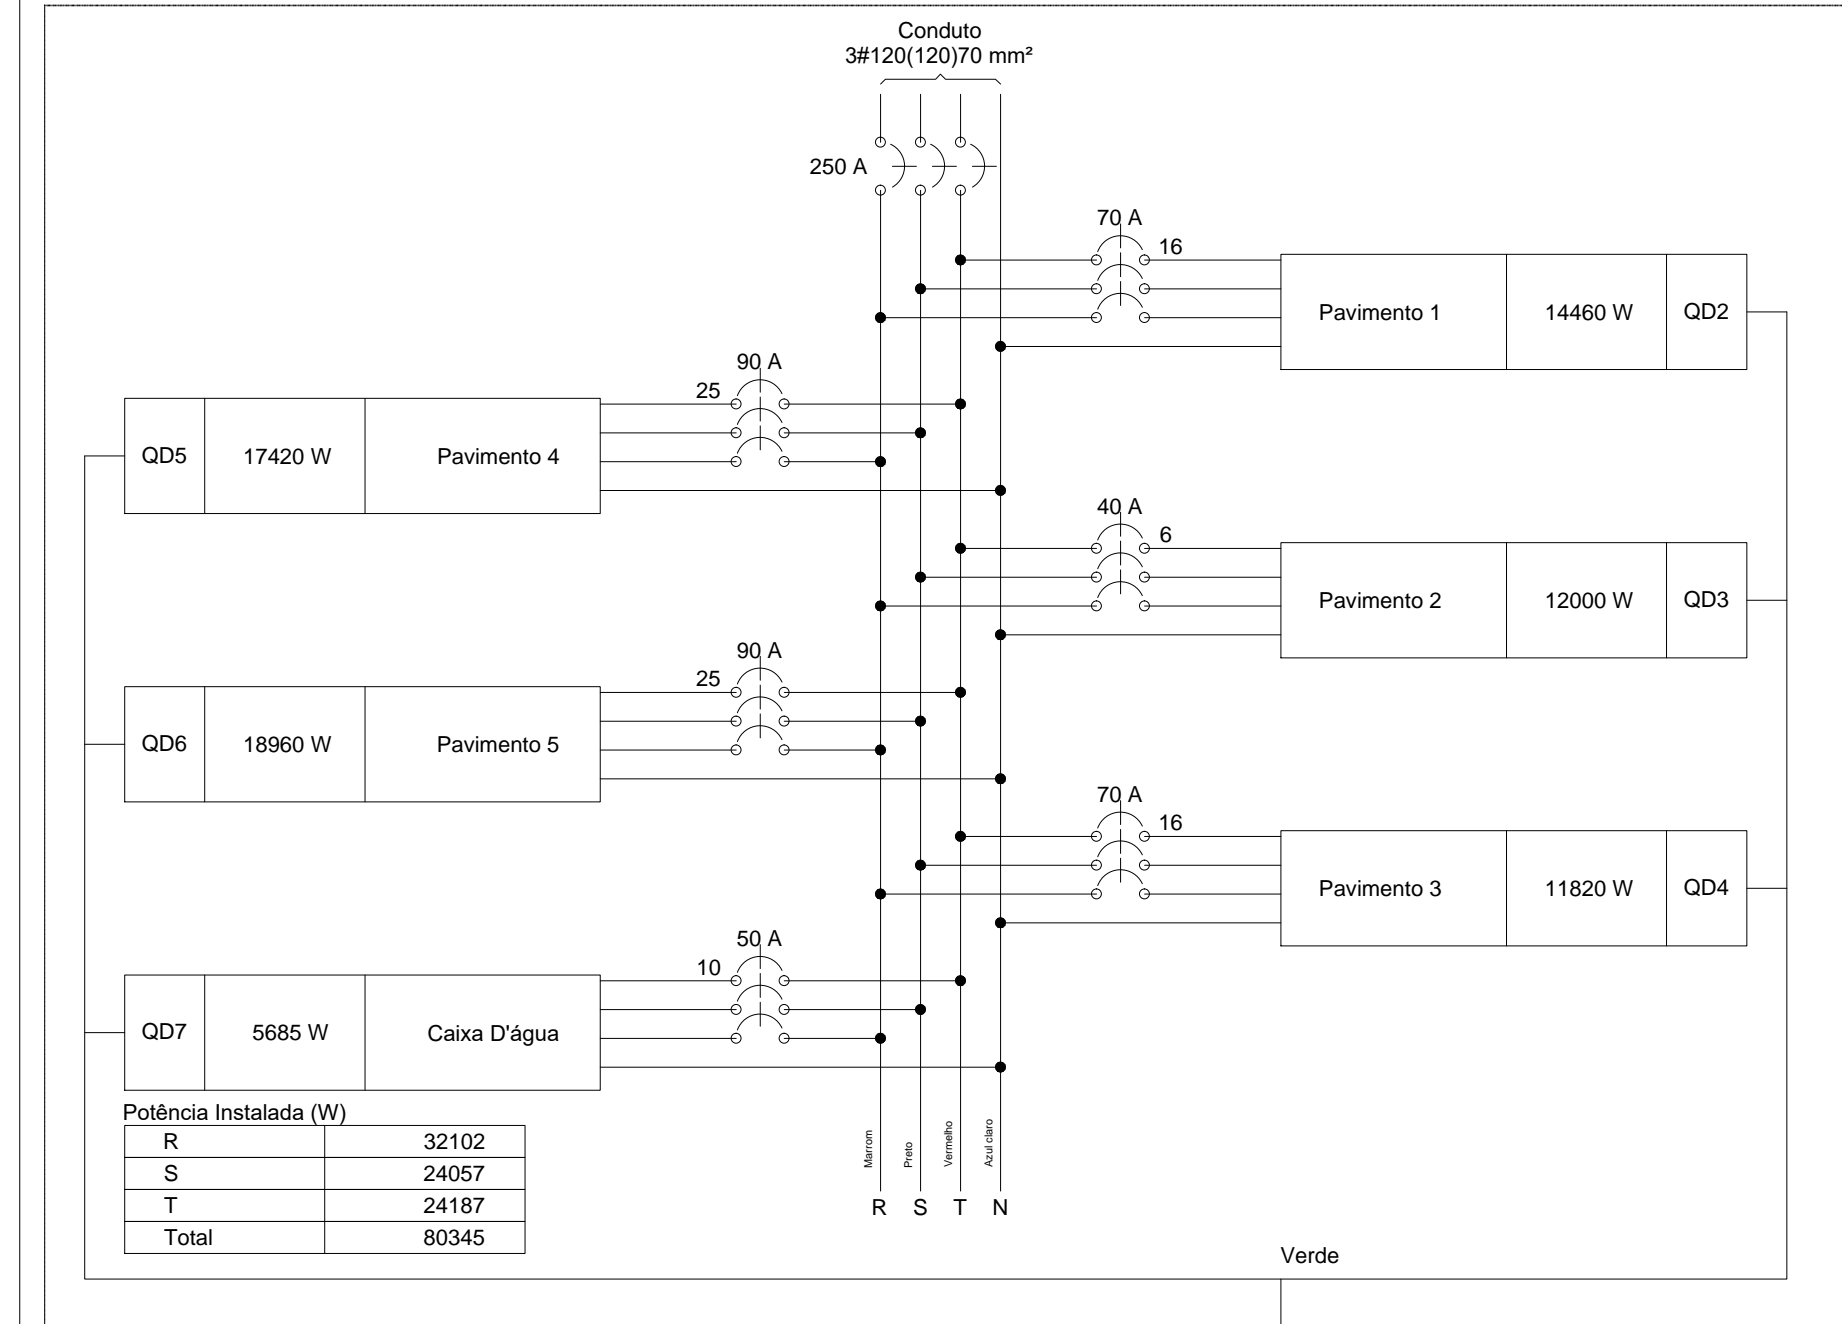 Conduto
3#120(120)70 mm²
250 A
70 A
16
Pavimento 1 14460 W QD2
90 A
25
QD5 17420 W Pavimento 4
40 A
6
Pavimento 2 12000 W QD3
90 A
25
QD6 18960 W Pavimento 5
70 A
16
Pavimento 3 11820 W QD4
50 A
10
QD7 5685 W Caixa D'água
Potência Instalada (W)
R 32102
S 24057
T 24187
Total 80345
Marrom
Preto
Vermelho
Azul claro
R S T N
Verde